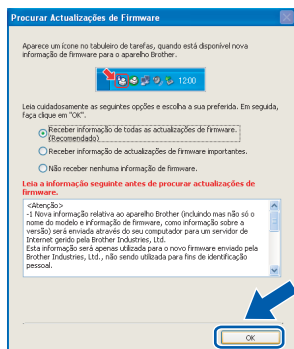 Procurar Actualizações de Firmware
Aparece um ícone no tabuleiro de tarefas, quando está disponível nova
informação de firmware para o aparelho Brother.
1200
Leia cuidadosamente as seguintes opções e escolha a sua preferida. Em seguida,
faça clique em "OK".
Receber informação de todas as actualizações de firmware.
(Recomendado)
Receber informação de actualizações de firmware importantes.
Não receber nenhuma informação de firmware.
Leia a informação seguinte antes de procurar actualizações de
firmware.
<Atenção>
-1 Nova informação relativa ao aparelho Brother (incluindo mas não só o
nome do modelo e informação de firmware, como informação sobre a
versão) será enviada através do seu computador para um servidor de
Internet gerido pela Brother Industries, Ltd.
Esta informação será apenas utilizada para o novo firmware enviado pela
Brother Industries, Ltd., não sendo utilizada para fins de identificação
pessoal.
OK